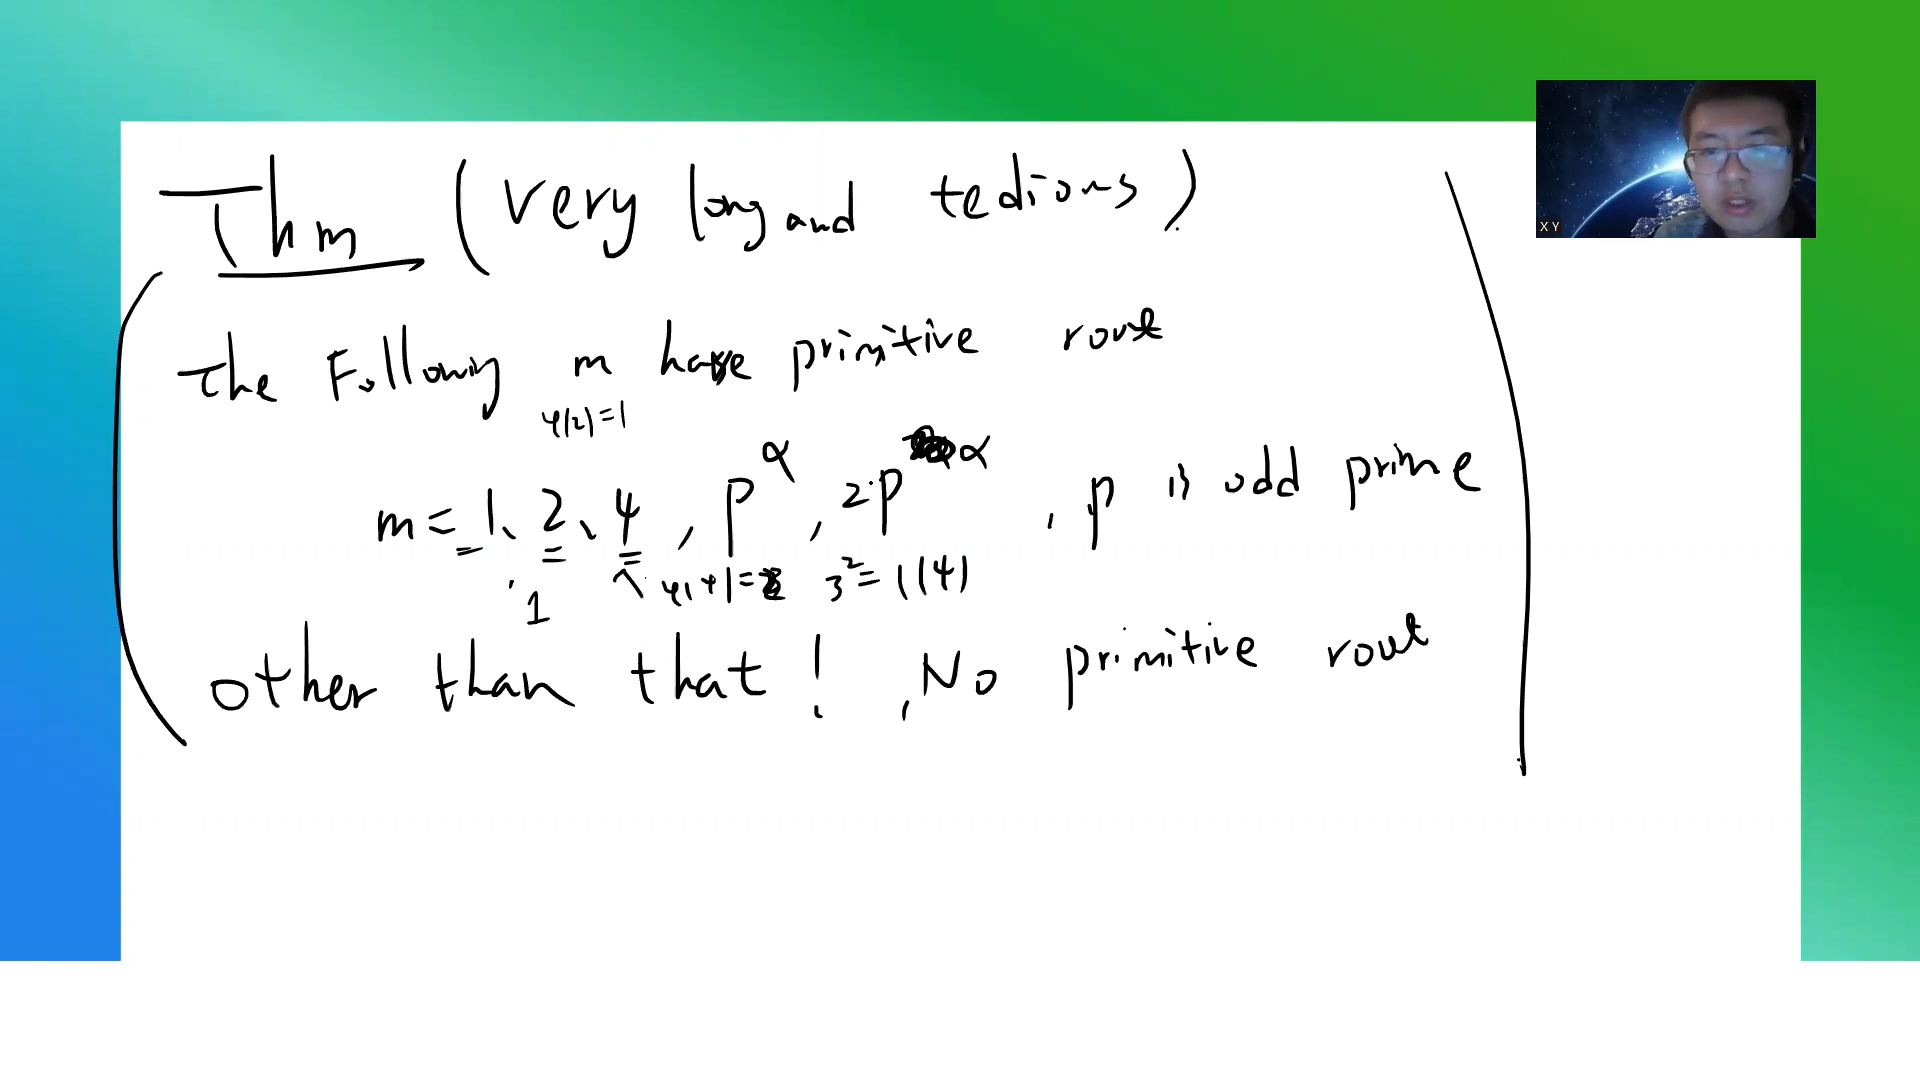 Thm (very long and tedious)
The Following m have primitive root
φ(2)=1
m = 1、2、4, p^α, 2·p^α, p is odd prime
1 φ(4)=2 3²≡1(4)
other than that!, No primitive root
X Y